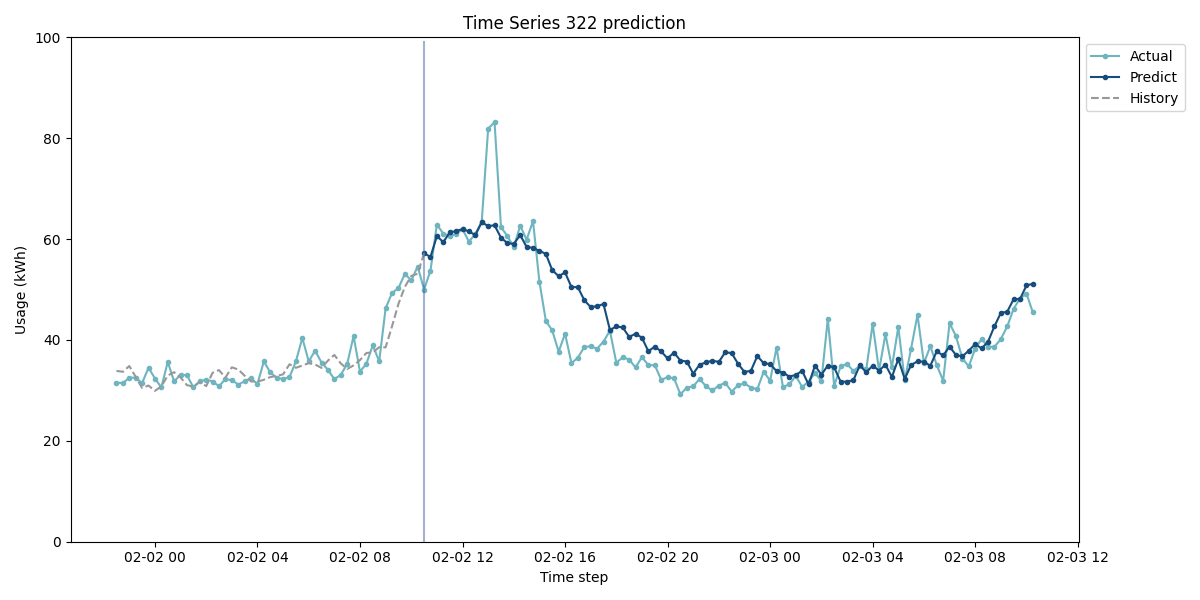 Time Series 322 prediction
Usage (kWh)
100
80
60
40
20
0
02-02 00
02-02 04
02-02 08
02-02 12
02-02 16
02-02 20
02-03 00
02-03 04
02-03 08
02-03 12
Time step
Actual
Predict
History